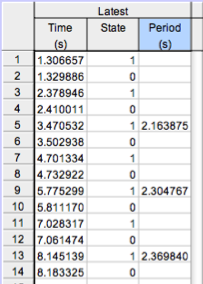 Latest
Time State Period
(s) (s)
1 1.306657 1
2 1.329886 0
3 2.378946 1
4 2.410011 0
5 3.470532 1 2.163875
6 3.502938 0
7 4.701334 1
8 4.732922 0
9 5.775299 1 2.304767
10 5.811170 0
11 7.028317 1
12 7.061474 0
13 8.145139 1 2.369840
14 8.183325 0